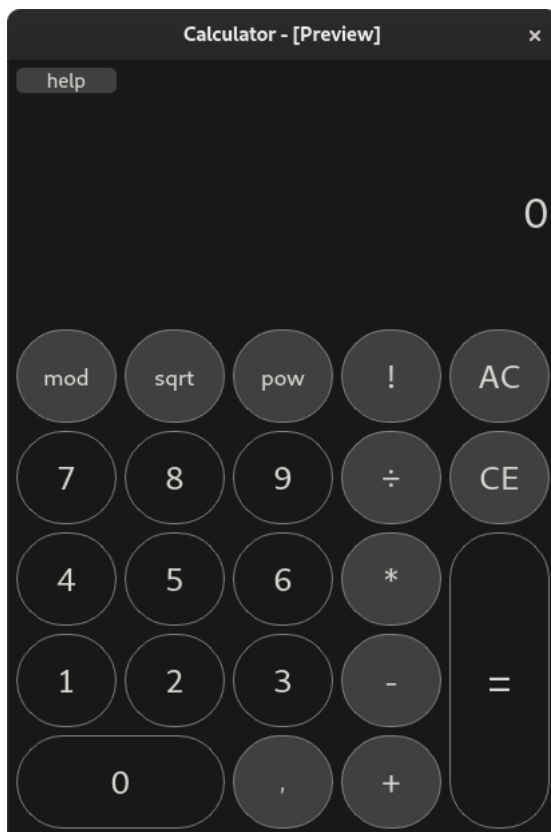 Calculator - [Preview] ×
help
0
mod sqrt pow ! AC
7 8 9 ÷ CE
4 5 6 *
1 2 3 - =
0 , +